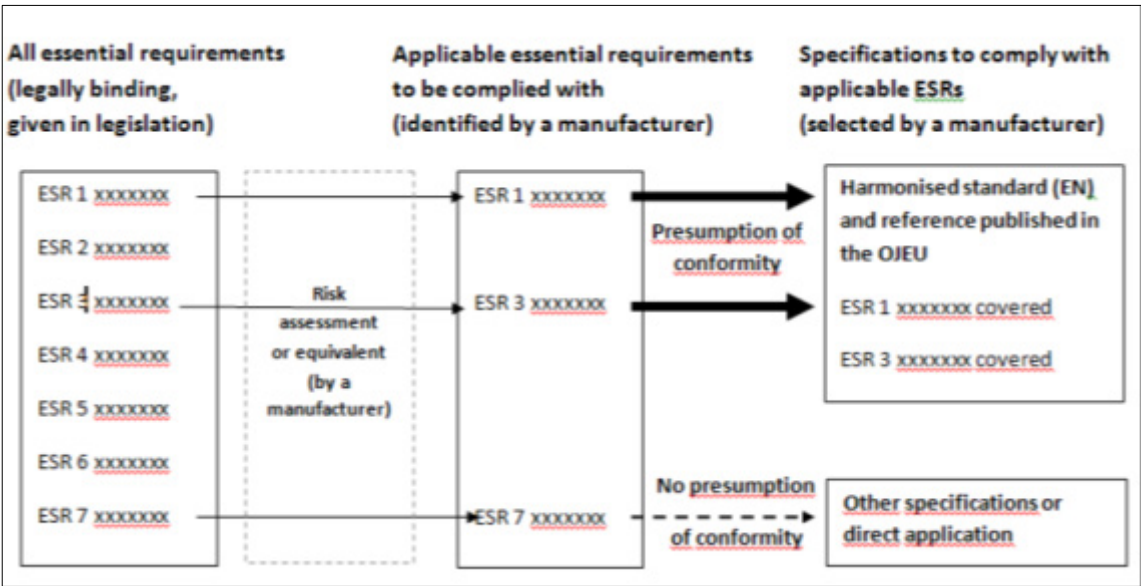 All essential requirements
(legally binding,
given in legislation)
Applicable essential requirements
to be complied with
(identified by a manufacturer)
Specifications to comply with
applicable ESRs
(selected by a manufacturer)
ESR 1 xxxxxxx
ESR 2 xxxxxxx
ESR 3 xxxxxxx
ESR 4 xxxxxxx
ESR 5 xxxxxxx
ESR 6 xxxxxxx
ESR 7 xxxxxxx
Risk
assessment
or equivalent
(by a
manufacturer)
ESR 1 xxxxxxx
ESR 3 xxxxxxx
ESR 7 xxxxxxx
Presumption of
conformity
No presumption
of conformity
Harmonised standard (EN)
and reference published in
the OJEU
ESR 1 xxxxxxx covered
ESR 3 xxxxxxx covered
Other specifications or
direct application